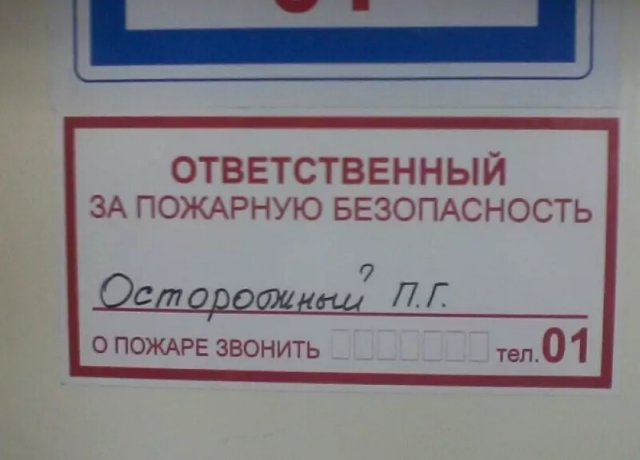 ОТВЕТСТВЕННЫЙ
ЗА ПОЖАРНУЮ БЕЗОПАСНОСТЬ
Осторожный П.Г.
О ПОЖАРЕ ЗВОНИТЬ тел. 01